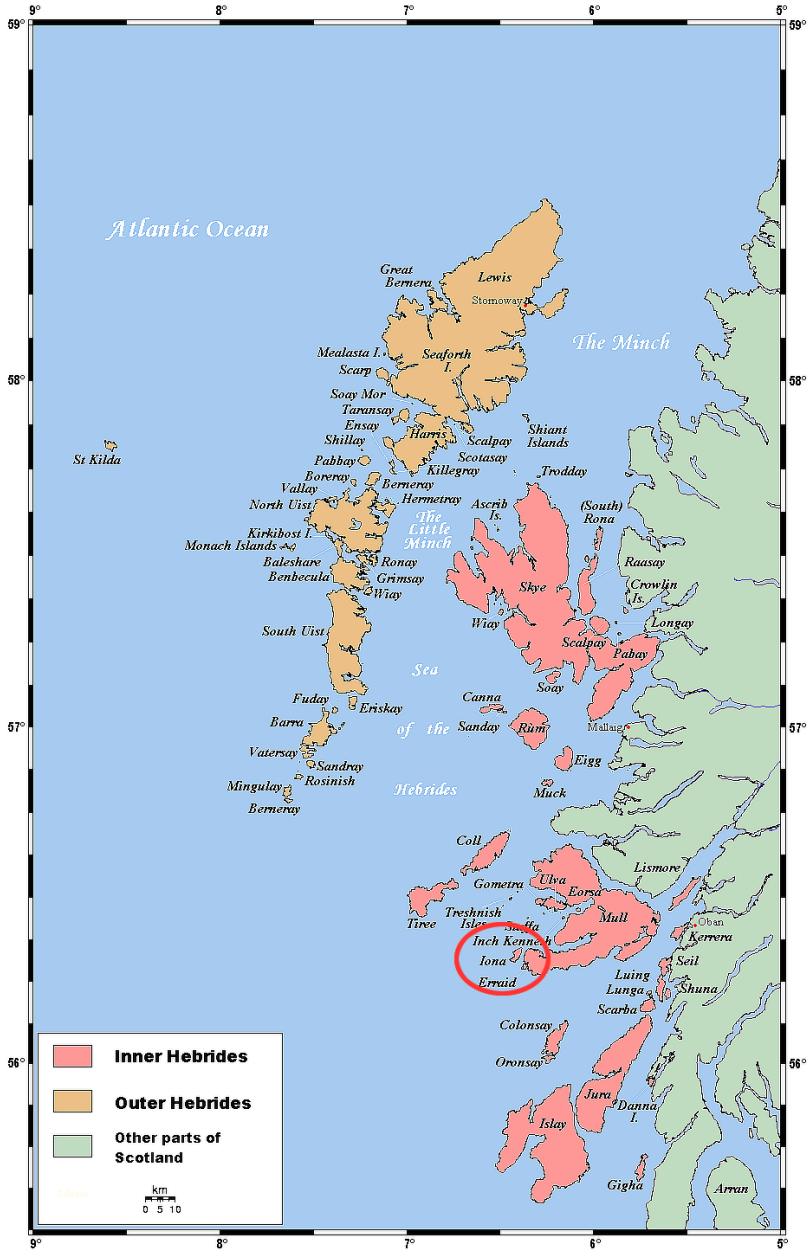 9°
8°
7°
6°
5°
59°
59°
Atlantic Ocean
Great
Bernera
Lewis
Stornoway
The Minch
Mealasta I.
Seaforth
I.
Scarp
58°
58°
Soay Mor
Taransay
Ensay
Harris
Shiant
Islands
Shillay
Scalpay
St Kilda
Pabbay
Scotasay
Boreray
Killegray
Trodday
Vallay
Berneray
North Uist
Hermetray
Ascrib
Is.
(South)
Rona
The
Little
Minch
Kirkibost I.
Monach Islands
Baleshare
Ronay
Raasay
Benbecula
Grimsay
Skye
Crowlin
Is.
Wiay
Wiay
Longay
South Uist
Scalpay
Pabay
Sea
Soay
Fuday
Eriskay
Canna
57°
57°
Barra
of the
Sanday
Rum
Mallaig
Vatersay
Sandray
Eigg
Rosinish
Mingulay
Hebrides
Muck
Berneray
Coll
Lismore
Gometra
Ulva
Eorsa
Treshnish
Isles
Mull
Tiree
Staffa
Oban
Inch Kenneth
Kerrera
Iona
Seil
Erraid
Luing
Lunga
Shuna
Scarba
Colonsay
Oronsay
56°
56°
Jura
Danna
I.
Islay
Gigha
Arran
Inner Hebrides
Outer Hebrides
Other parts of
Scotland
km
0 5 10
9°
8°
7°
6°
5°